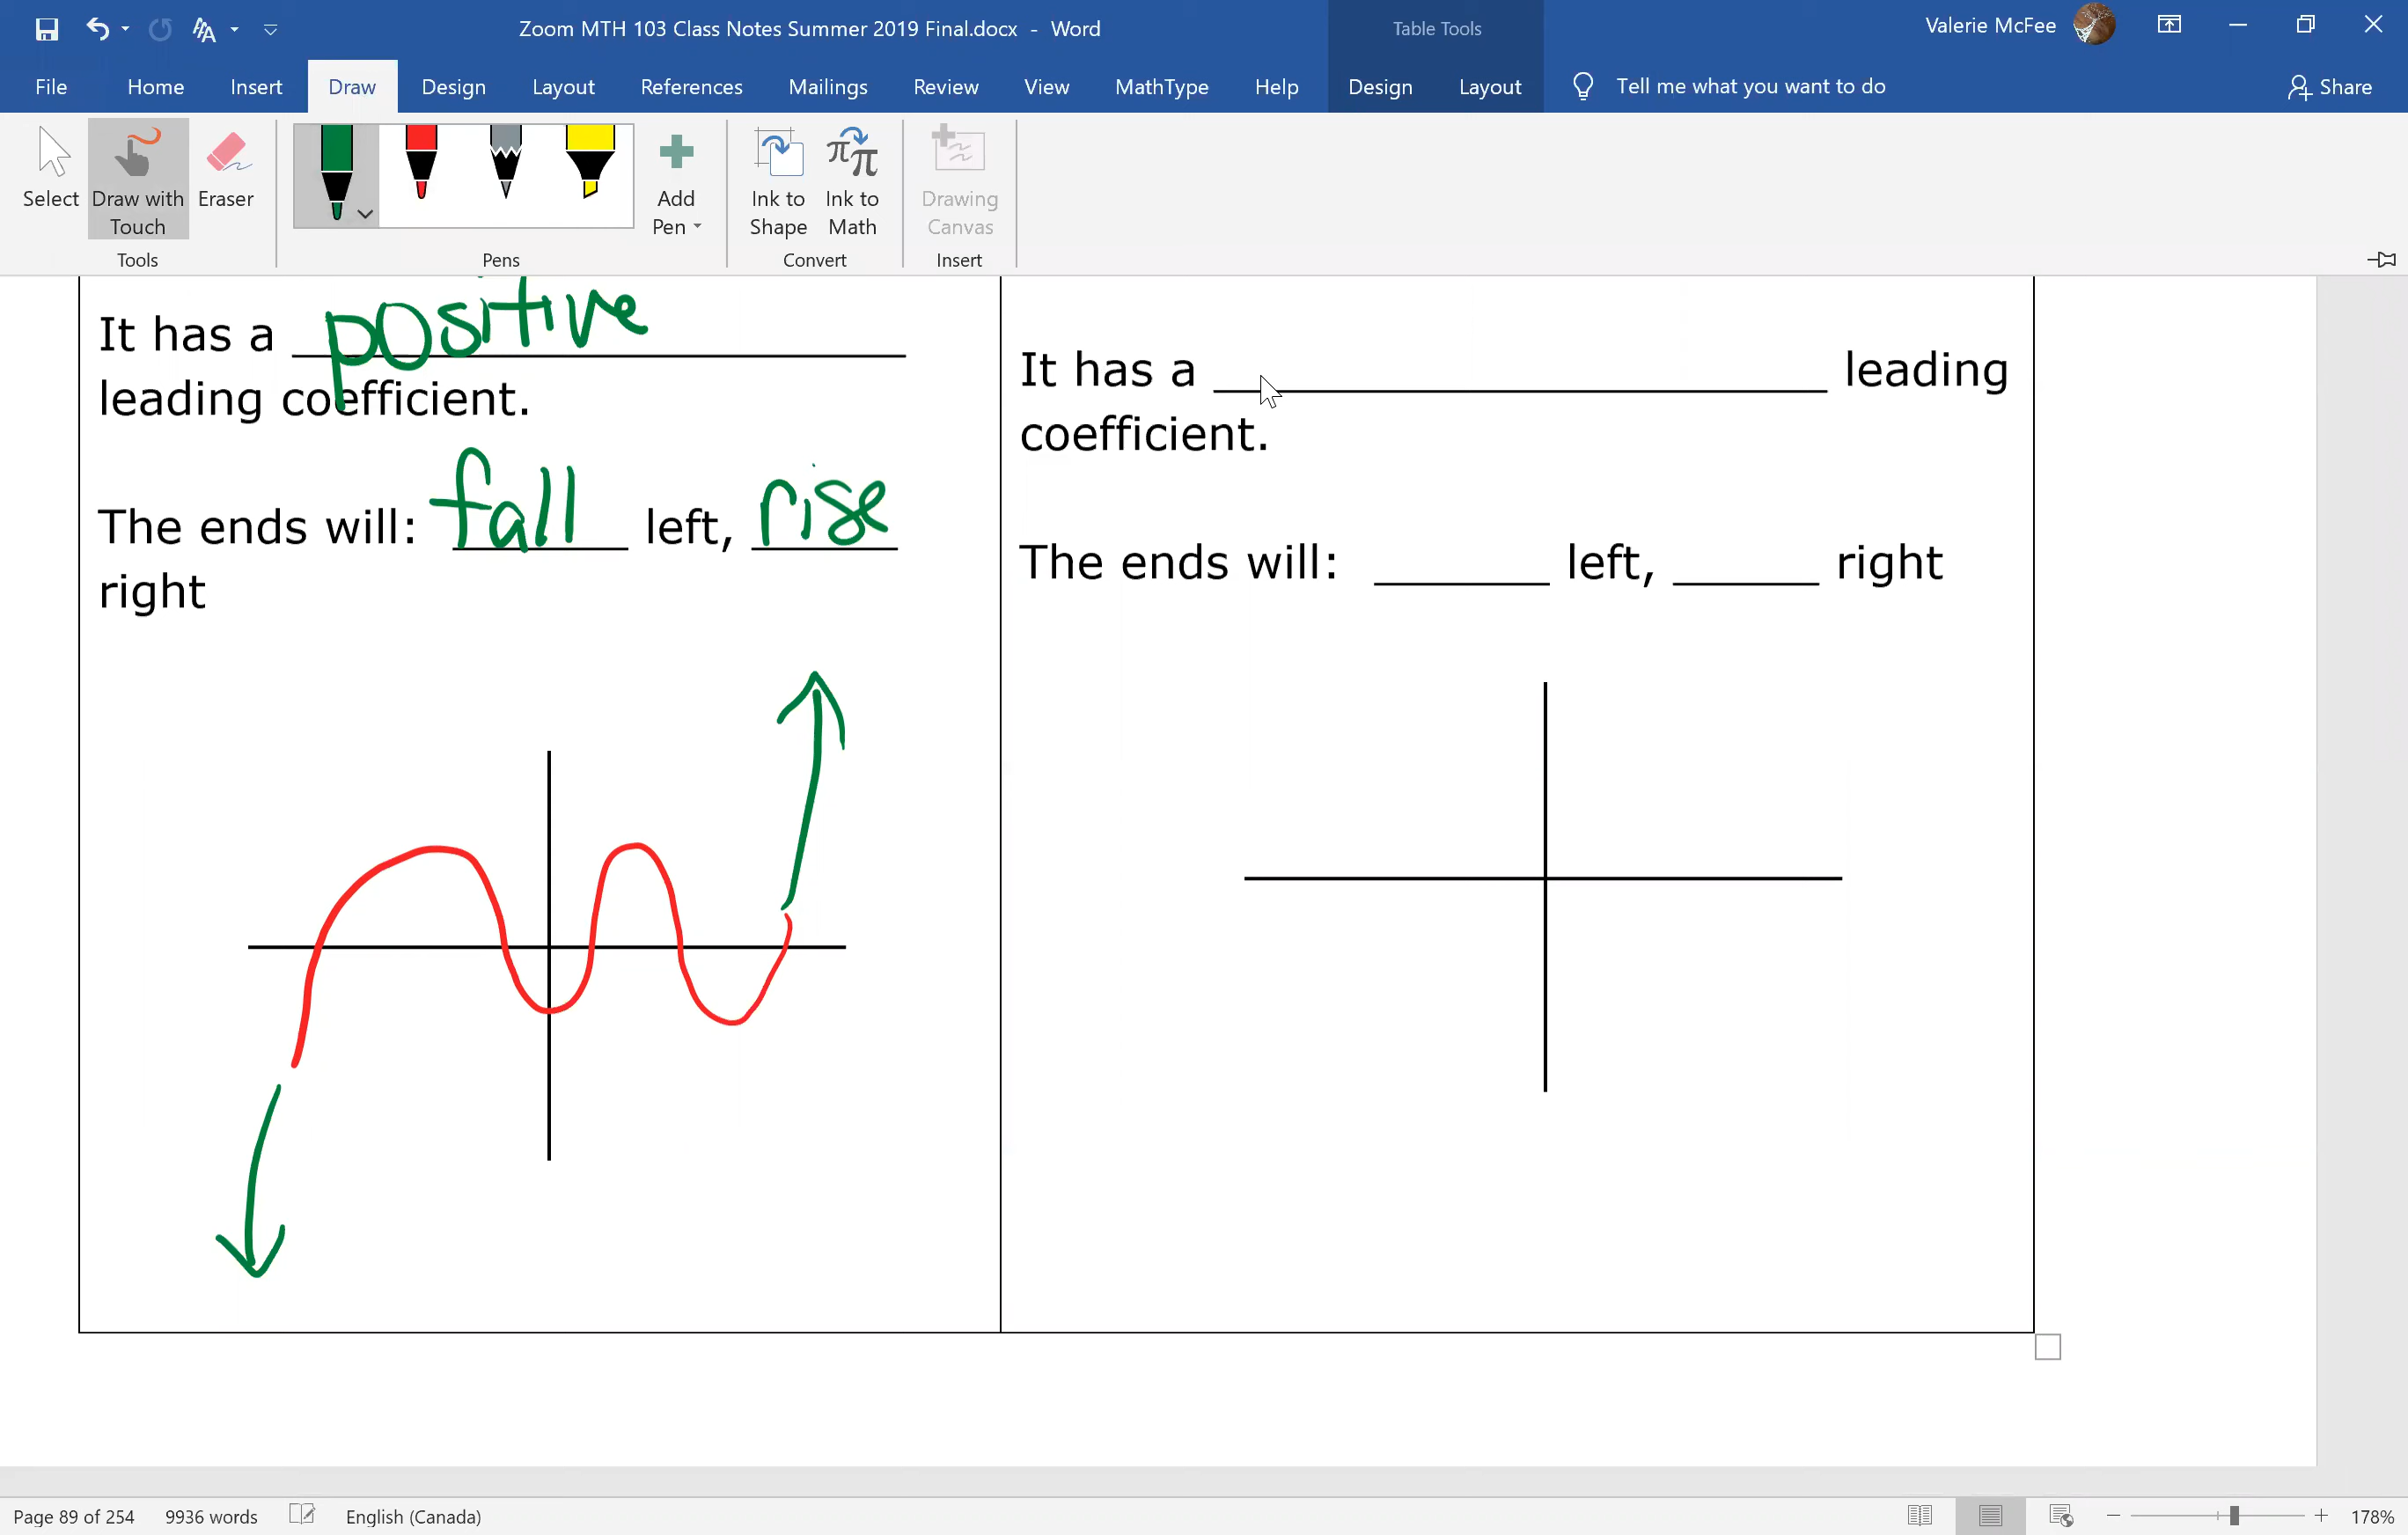 Zoom MTH 103 Class Notes Summer 2019 Final.docx - Word
Table Tools
Valerie McFee
File Home Insert Draw Design Layout References Mailings Review View MathType Help Design Layout Tell me what you want to do Share
Select Draw with Touch Eraser
Add Pen
Ink to Shape Ink to Math
Drawing Canvas
Tools Pens Convert Insert
It has a positive
leading coefficient.
The ends will: fall left, rise
right
It has a ____ leading
coefficient.
The ends will: ____ left, ____ right
Page 89 of 254 9936 words English (Canada) 178%